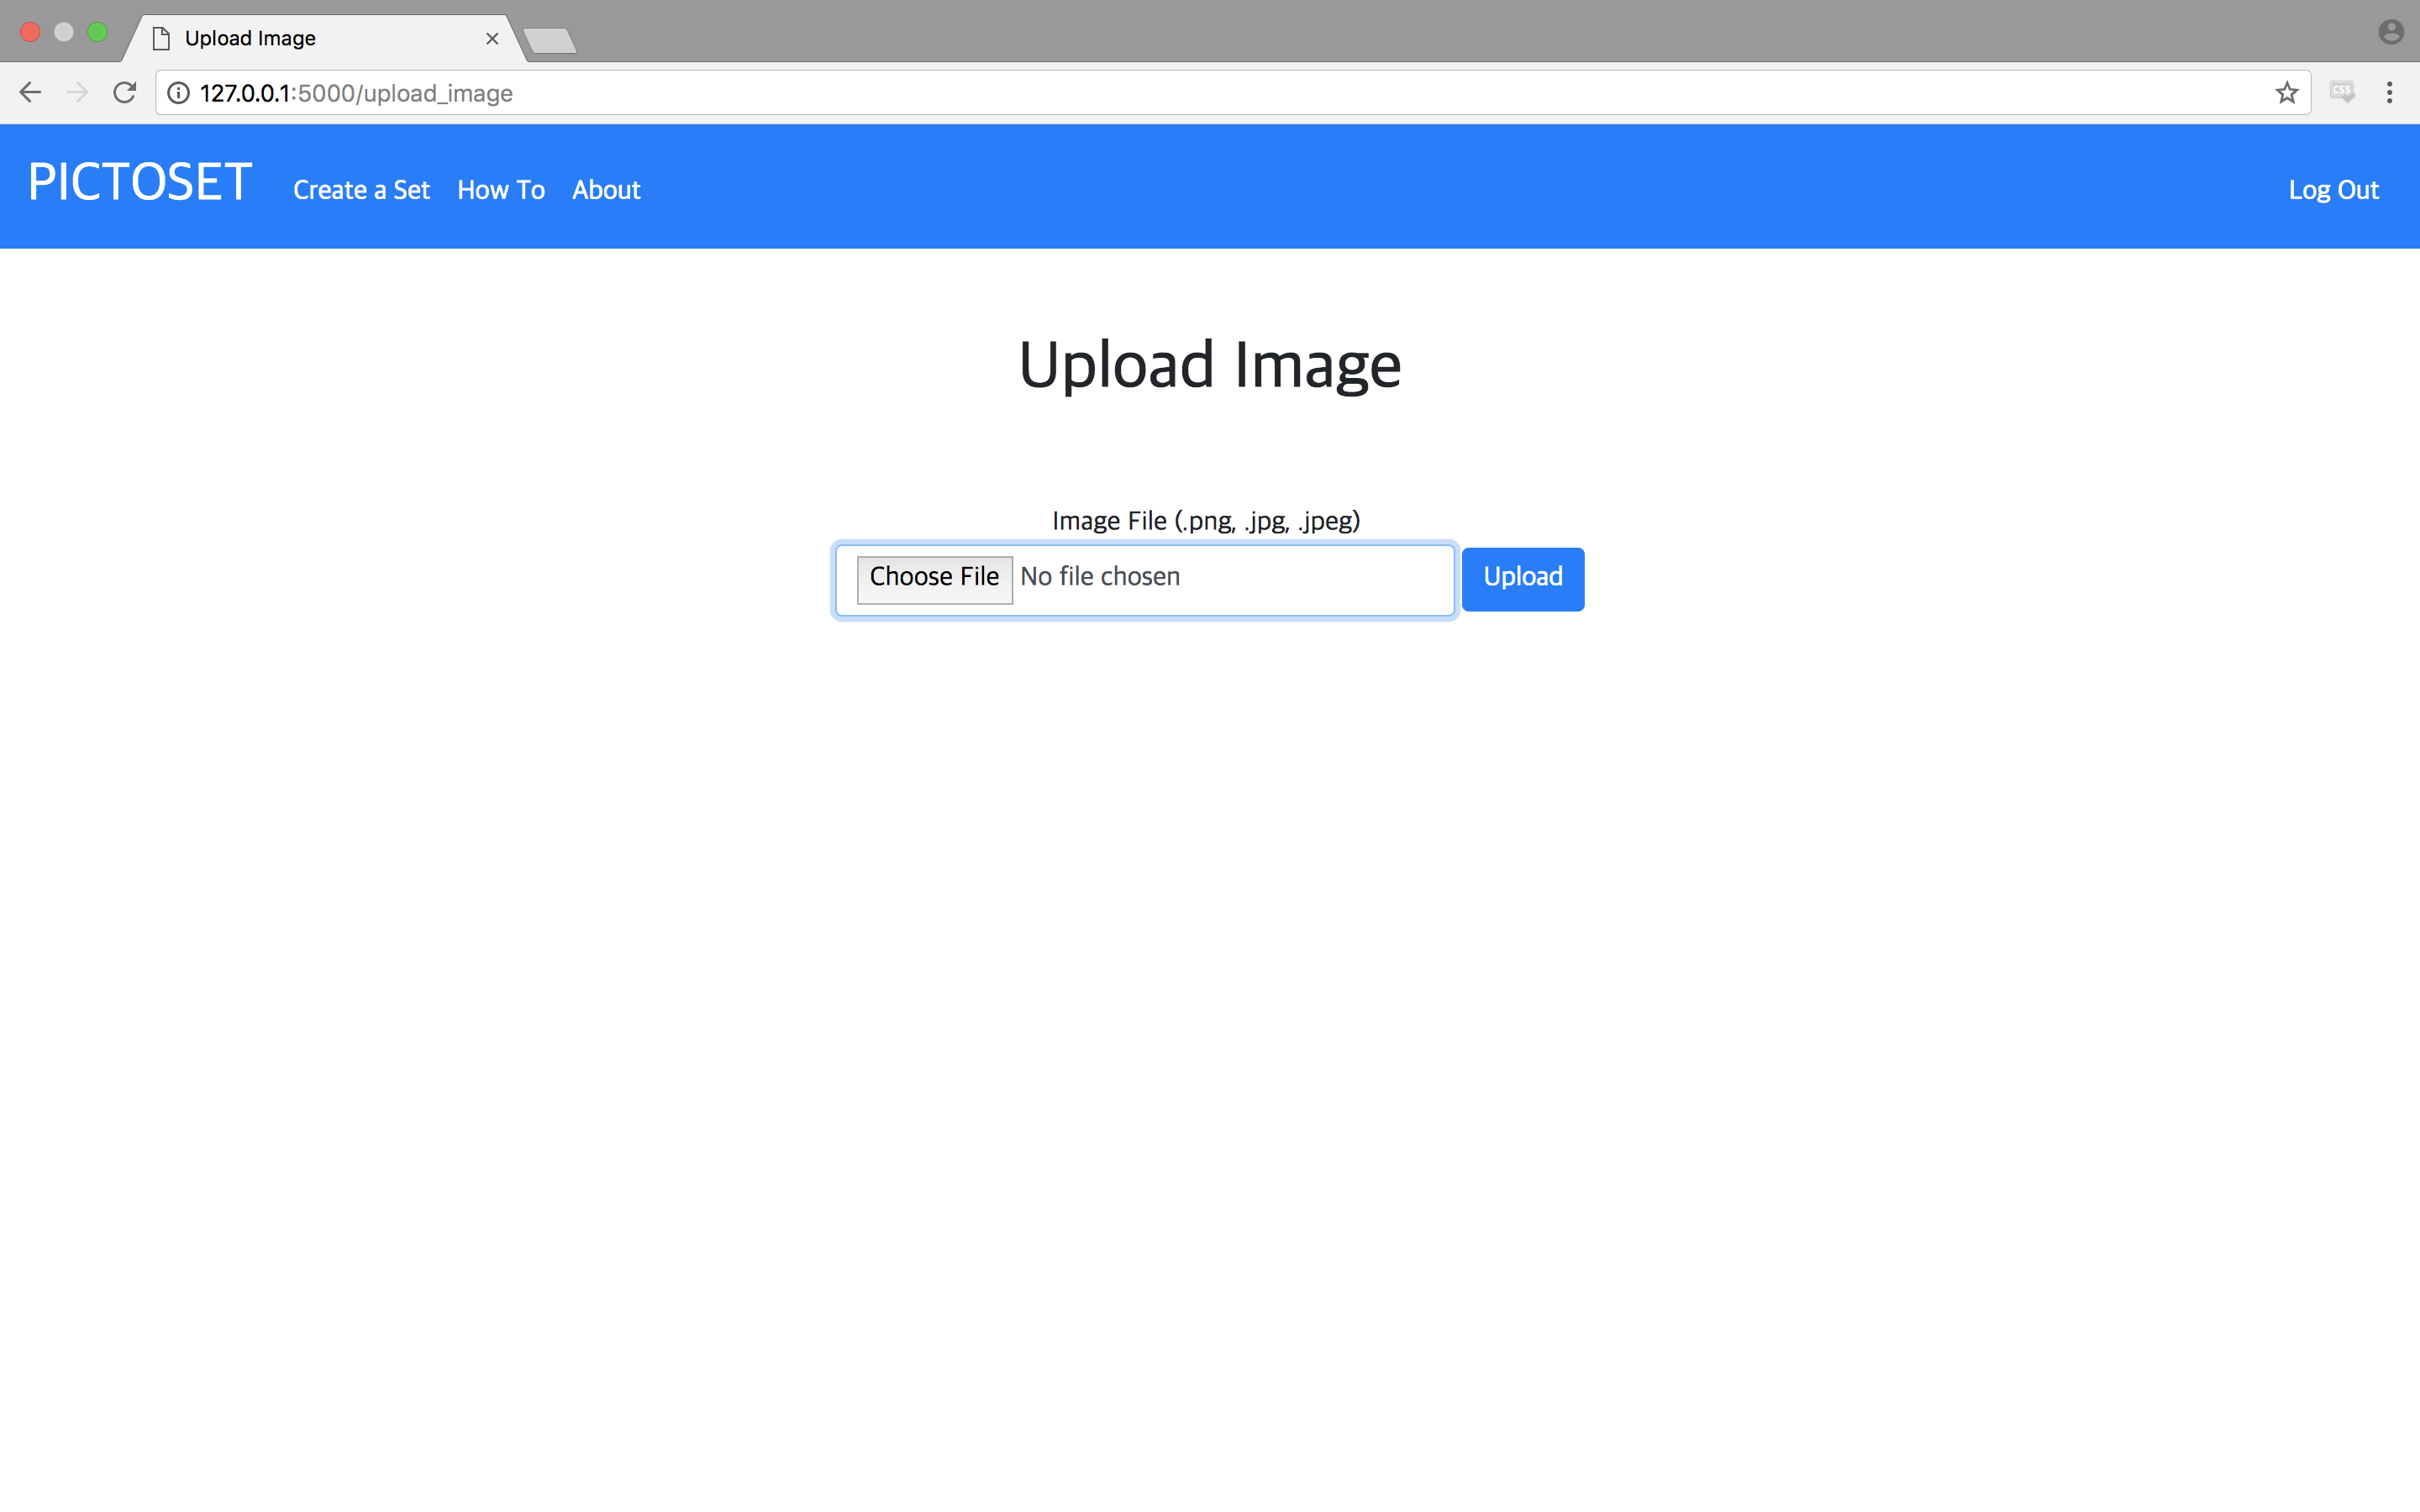 Upload Image
127.0.0.1:5000/upload_image
CSS
PICTOSET Create a Set How To About Log Out
Upload Image
Image File (.png, .jpg, .jpeg)
Choose File No file chosen Upload